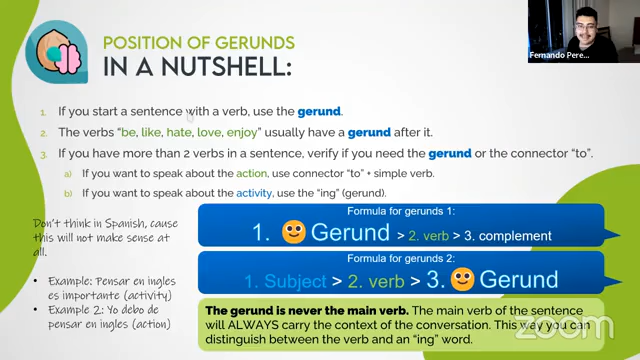 POSITION OF GERUNDS
IN A NUTSHELL:
Fernando Pere...
1. If you start a sentence with a verb, use the gerund.
2. The verbs “be, like, hate, love, enjoy” usually have a gerund after it.
3. If you have more than 2 verbs in a sentence, verify if you need the gerund or the connector “to”.
a) If you want to speak about the action, use connector “to” + simple verb.
b) If you want to speak about the activity, use the “ing” (gerund).
Don't think in Spanish, cause
this will not make sense at
all.
• Example: Pensar en ingles
es importante (activity)
• Example 2: Yo debo de
pensar en ingles (action)
Formula for gerunds 1:
1. Gerund > 2. verb > 3. complement
Formula for gerunds 2:
1. Subject > 2. verb > 3. Gerund
The gerund is never the main verb. The main verb of the sentence
will ALWAYS carry the context of the conversation. This way you can
distinguish between the verb and an “ing” word.
zoom